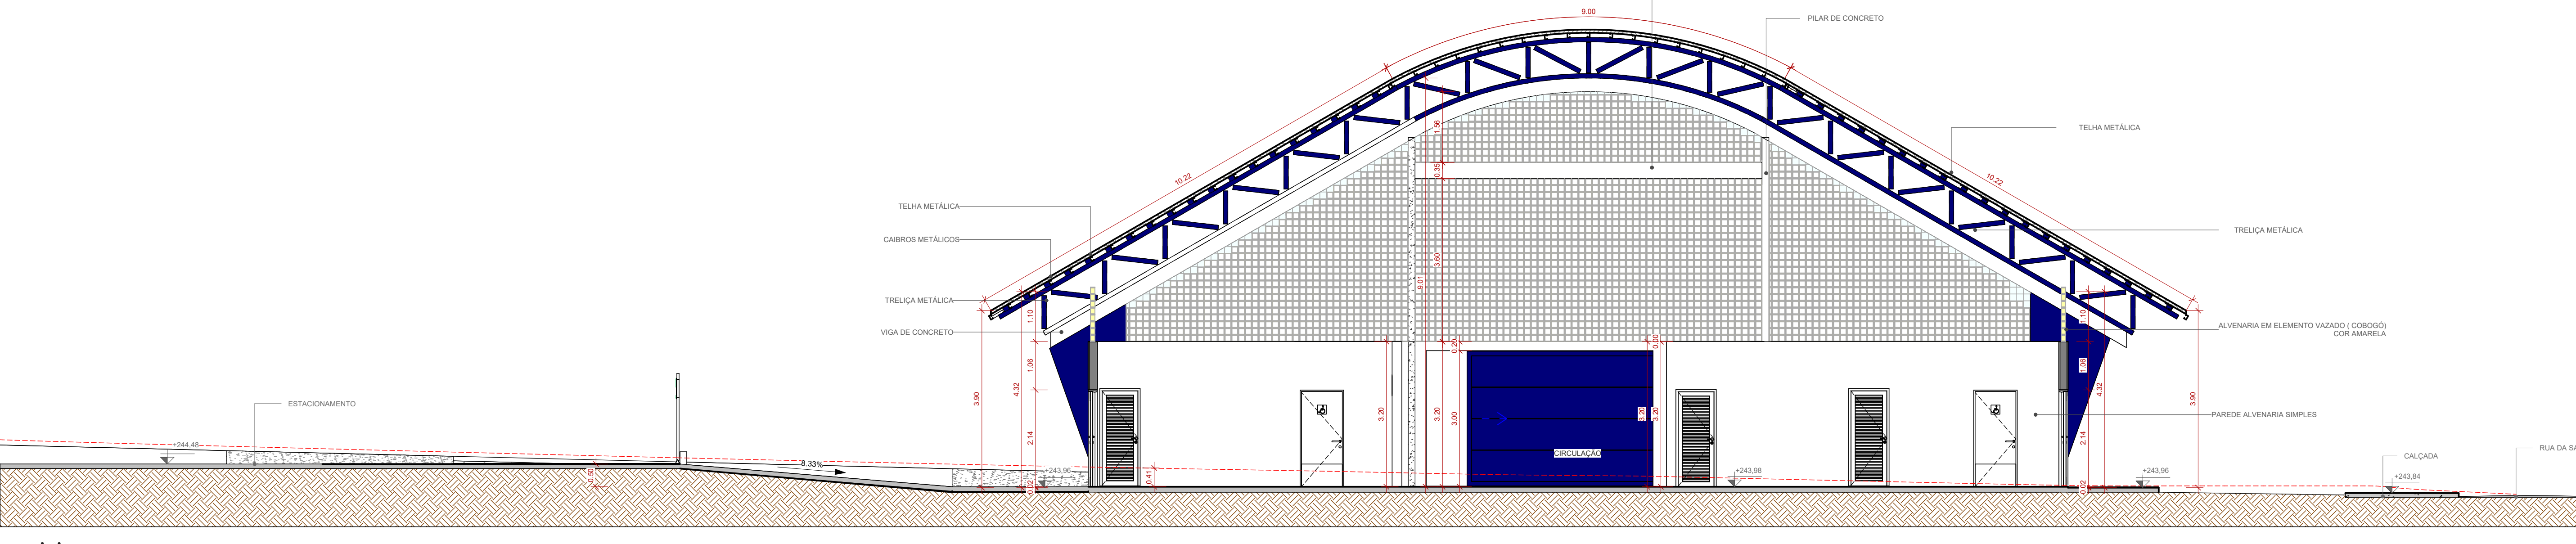 9.00
PILAR DE CONCRETO
TELHA METÁLICA
1.56
0.35
10.22
10.22
TELHA METÁLICA
TRELIÇA METÁLICA
CAIBROS METÁLICOS
3.60
9.01
TRELIÇA METÁLICA
1.10
1.10
VIGA DE CONCRETO
ALVENARIA EM ELEMENTO VAZADO ( COBOGÓ)
COR AMARELA
0.20
1.06
1.06
3.90
4.32
4.32
3.90
ESTACIONAMENTO
3.20
3.20
3.00
3.20
3.20
PAREDE ALVENARIA SIMPLES
2.14
2.14
+244,48
CIRCULAÇÃO
RUA DA SA
CALÇADA
8.33%
0.50
+243,96
0.41
+243,98
+243,96
+243,84
0.02
0.02